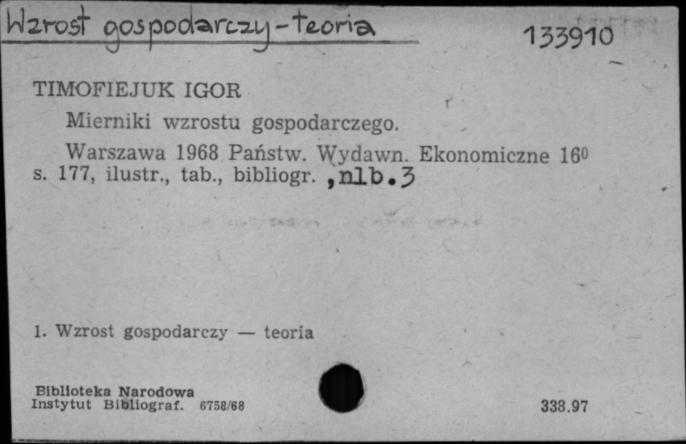 Wzrost gospodarczy - teoria
133910
TIMOFIEJUK IGOR
Mierniki wzrostu gospodarczego.
Warszawa 1968 Państw. Wydawn. Ekonomiczne 16⁰
s. 177, ilustr., tab., bibliogr. ,nlb.3
1. Wzrost gospodarczy — teoria
Biblioteka Narodowa
Instytut Bibliograf. 6758/68
338.97